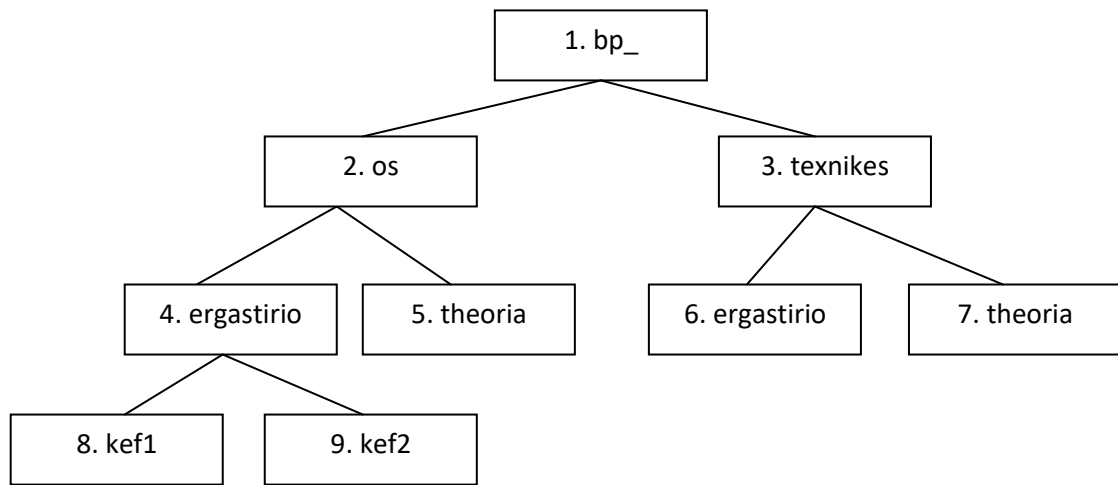 1. bp_
2. os
3. texnikes
4. ergastirio
5. theoria
6. ergastirio
7. theoria
8. kef1
9. kef2